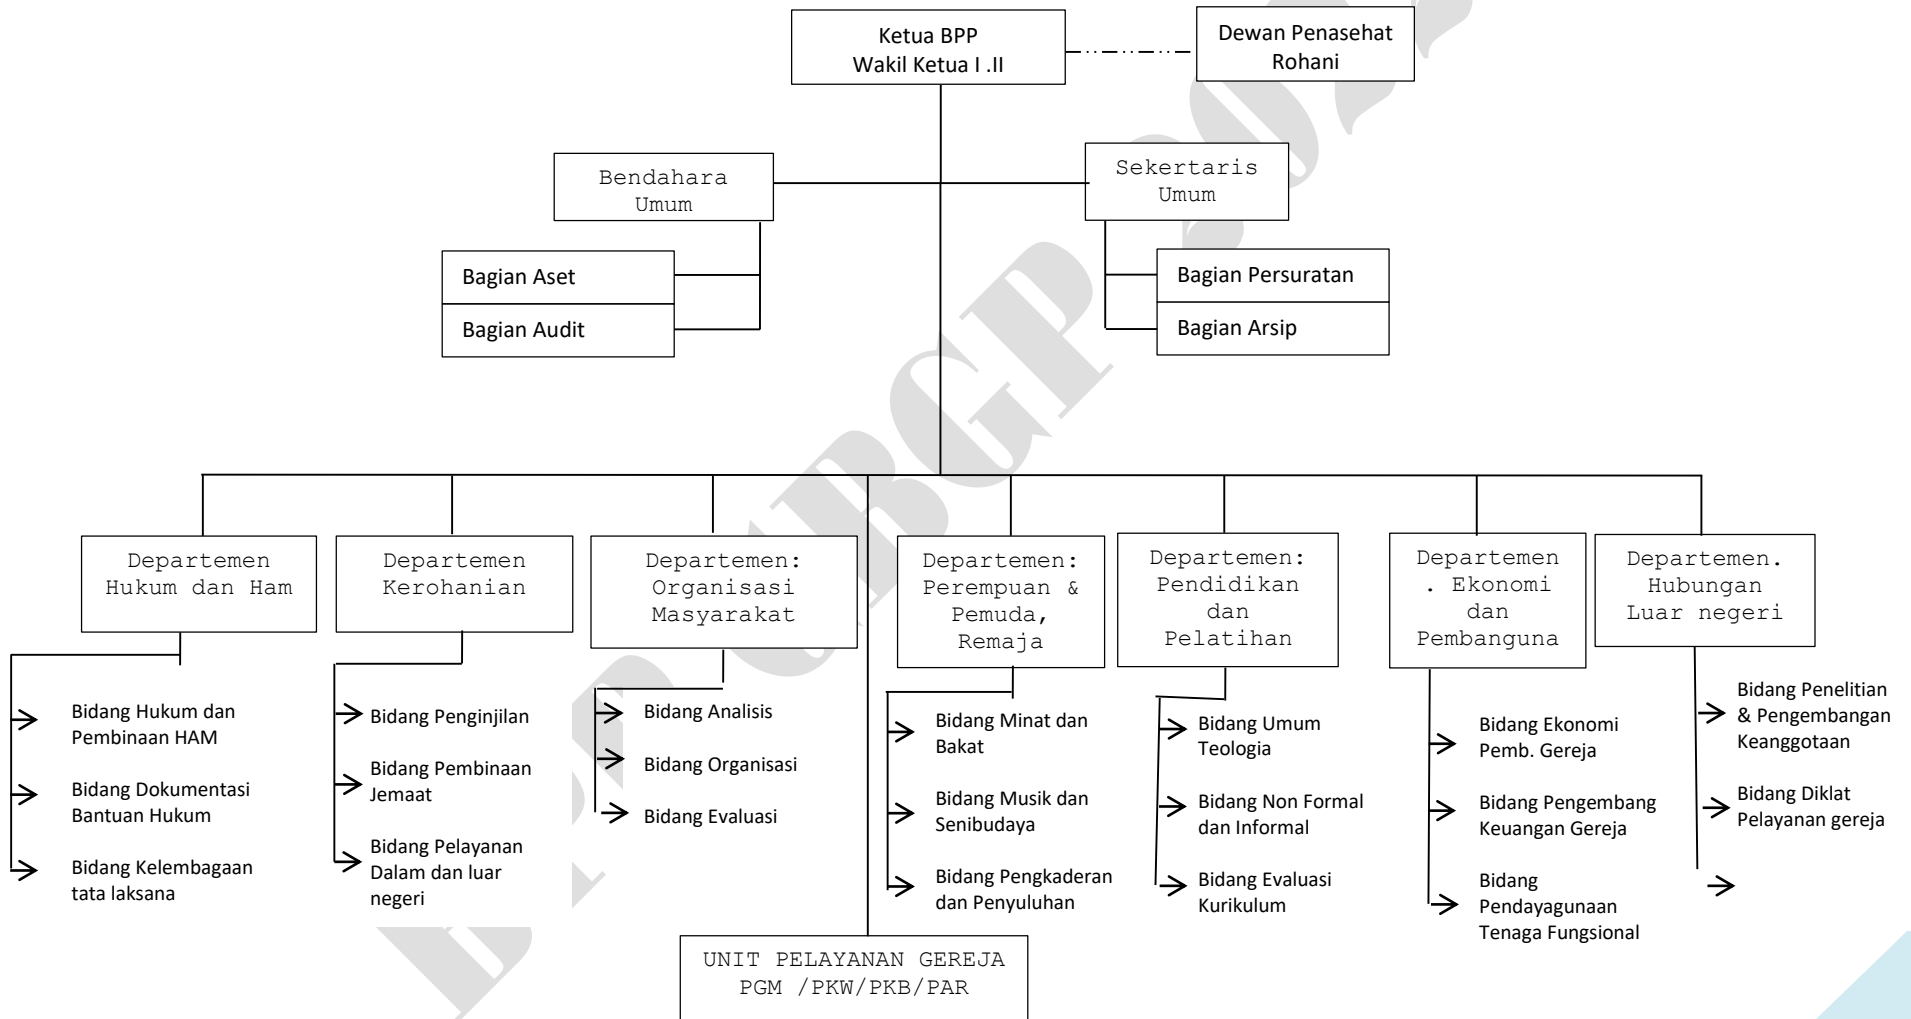 Ketua BPP
Wakil Ketua I .II
Dewan Penasehat
Rohani
Bendahara
Umum
Sekertaris
Umum
Bagian Aset
Bagian Audit
Bagian Persuratan
Bagian Arsip
Departemen
Hukum dan Ham
Departemen
Kerohanian
Departemen:
Organisasi
Masyarakat
Departemen:
Perempuan &
Pemuda,
Remaja
Departemen:
Pendidikan
dan
Pelatihan
Departemen
. Ekonomi
dan
Pembanguna
Departemen.
Hubungan
Luar negeri
Bidang Hukum dan
Pembinaan HAM
Bidang Dokumentasi
Bantuan Hukum
Bidang Kelembagaan
tata laksana
Bidang Penginjilan
Bidang Pembinaan
Jemaat
Bidang Pelayanan
Dalam dan luar
negeri
Bidang Analisis
Bidang Organisasi
Bidang Evaluasi
Bidang Minat dan
Bakat
Bidang Musik dan
Senibudaya
Bidang Pengkaderan
dan Penyuluhan
Bidang Umum
Teologia
Bidang Non Formal
dan Informal
Bidang Evaluasi
Kurikulum
Bidang Ekonomi
Pemb. Gereja
Bidang Pengembang
Keuangan Gereja
Bidang
Pendayagunaan
Tenaga Fungsional
Bidang Penelitian
& Pengembangan
Keanggotaan
Bidang Diklat
Pelayanan gereja
UNIT PELAYANAN GEREJA
PGM /PKW/PKB/PAR